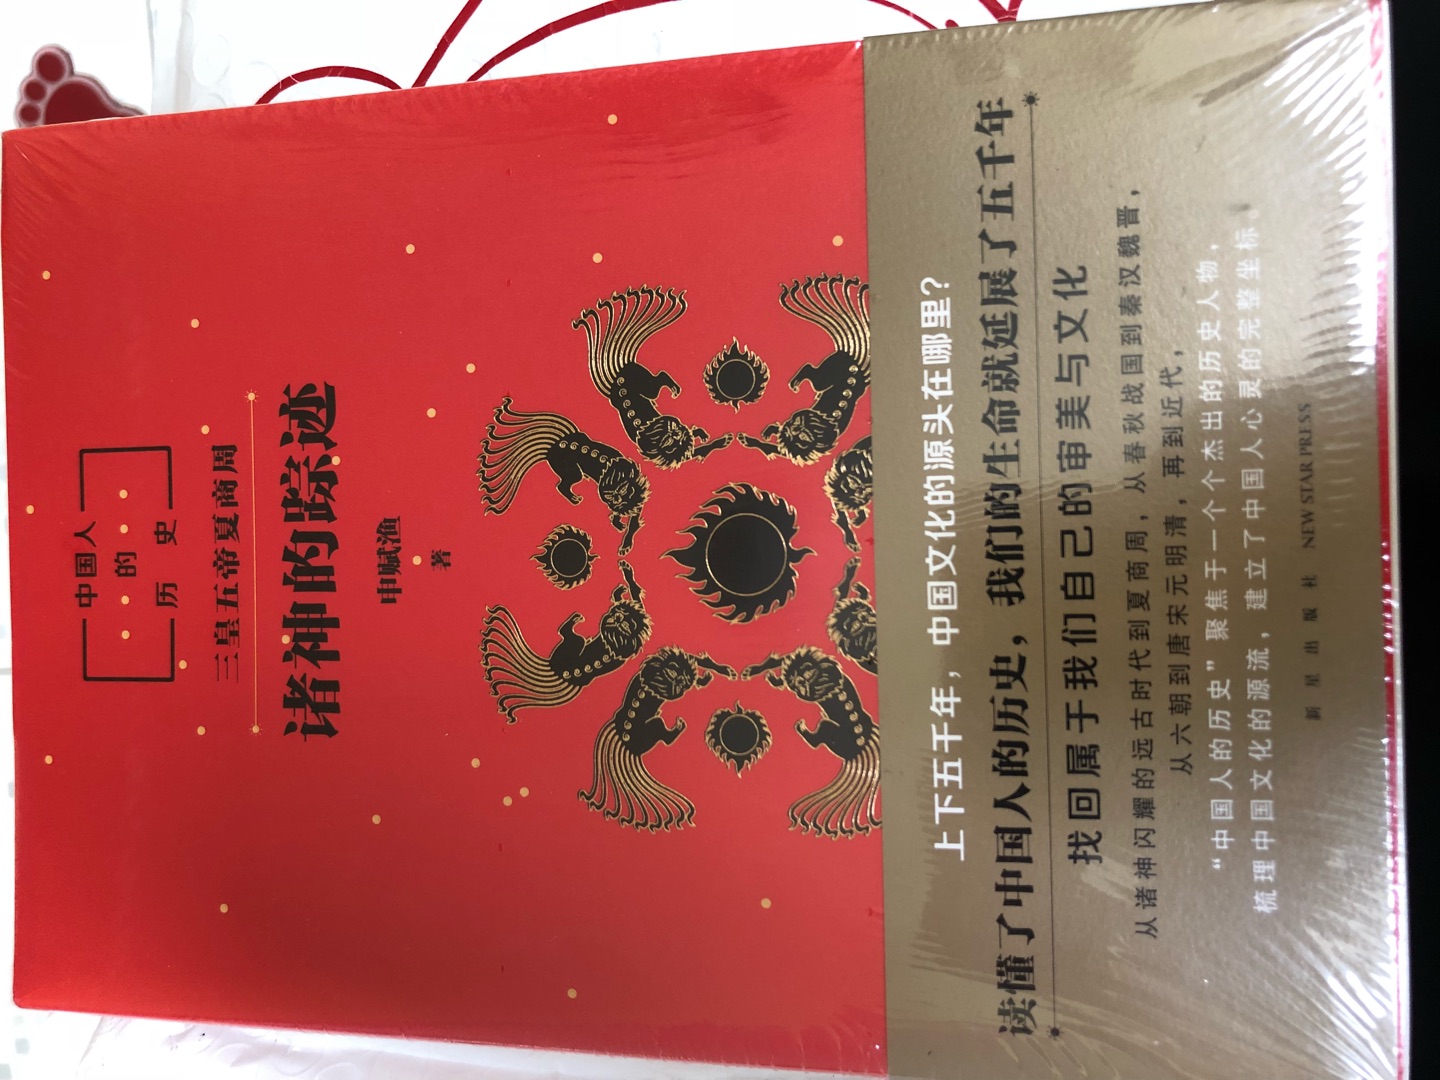 中国人
的
历史
三皇五帝夏商周
诸神的踪迹
申赋渔
著
上下五千年，中国文化的源头在哪里？
读懂了中国人的历史，我们的生命就延展了五千年
找回属于我们自己的审美与文化
从诸神闪耀的远古时代到夏商周，从春秋战国到秦汉魏晋，
从六朝到唐宋元明清，再到近代，
“中国人的历史”聚焦于一个个杰出的历史人物，
梳理中国文化的源流，建立了中国人心灵的完整坐标。
新星出版社 NEW STAR PRESS